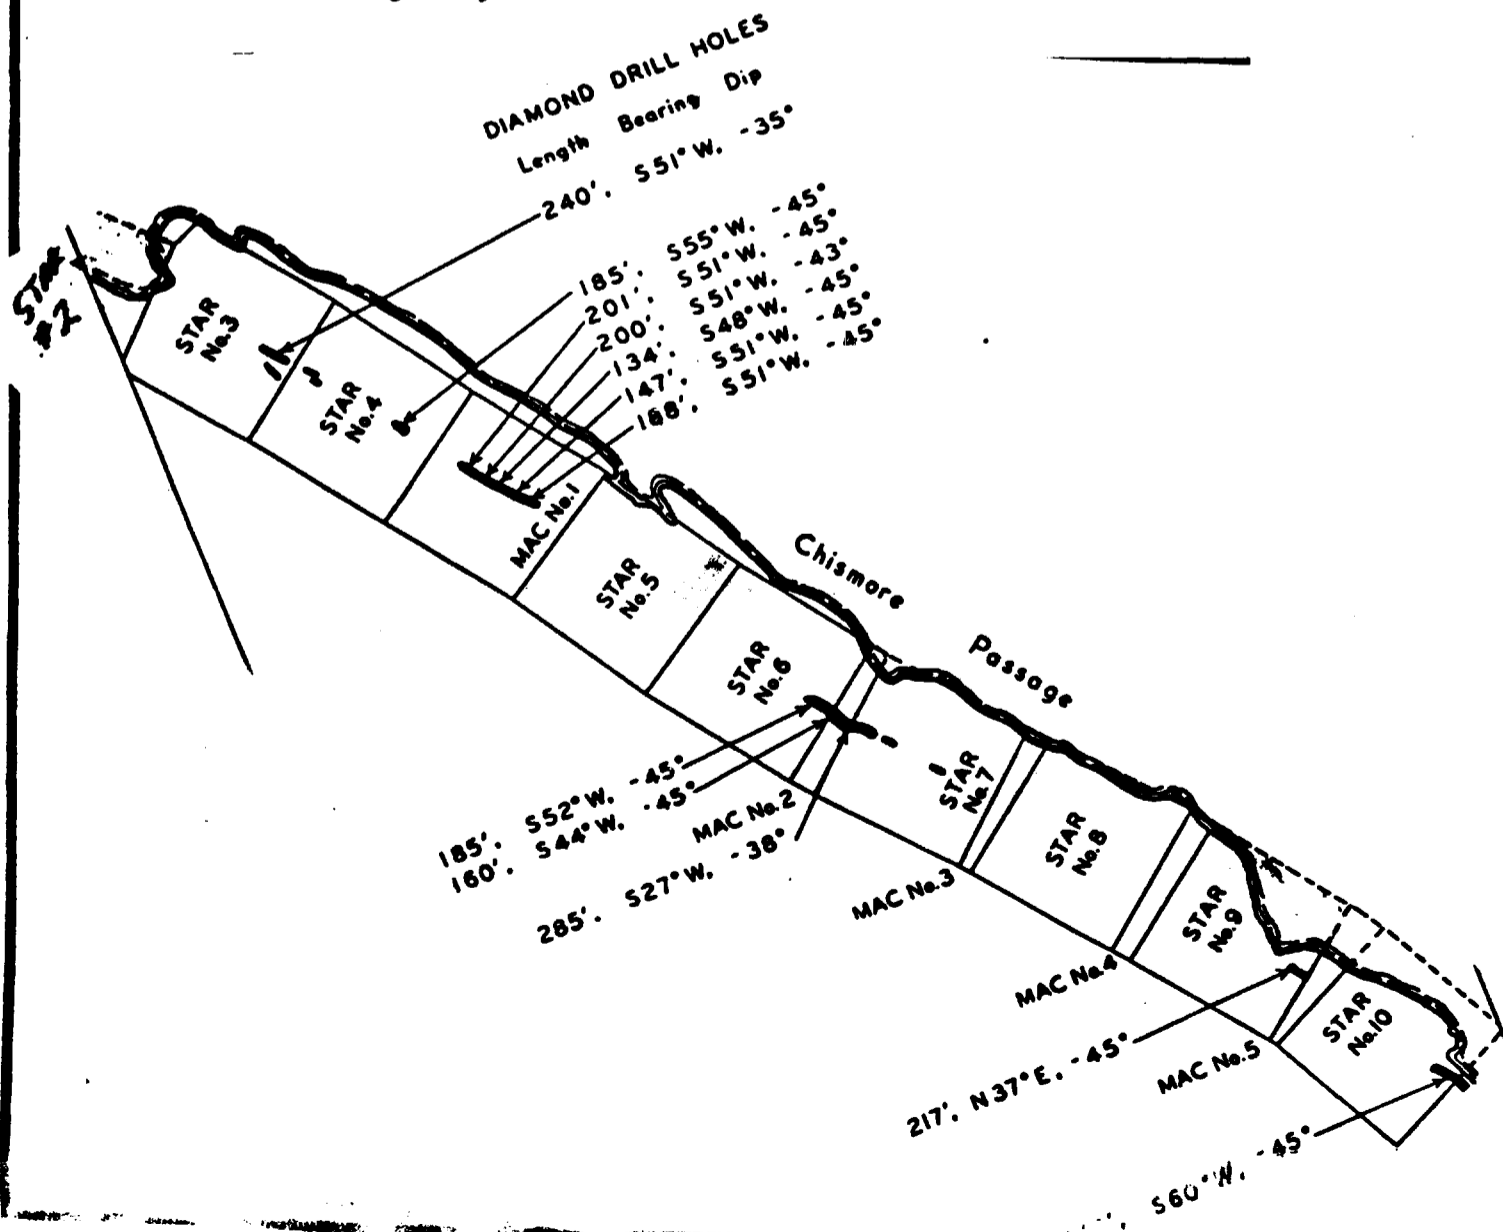 DIAMOND DRILL HOLES
Length Bearing Dip
240'. S51°W. -35°
185'. S55°W. -45°
201'. S51°W. -45°
200'. S51°W. -43°
134'. S48°W. -45°
147'. S51°W. -45°
168'. S51°W. -45°
STAR
#2
STAR
No.3
STAR
No.4
MAC No.1
STAR
No.5
Chismore
Passage
STAR
No.6
185'. S52°W. -45°
160'. S44°W. -45°
MAC No.2
285'. S27°W. -38°
STAR
No.7
MAC No.3
STAR
No.8
MAC No.4
STAR
No.9
217'. N37°E. -45°
MAC No.5
STAR
No.10
S60°W. -45°